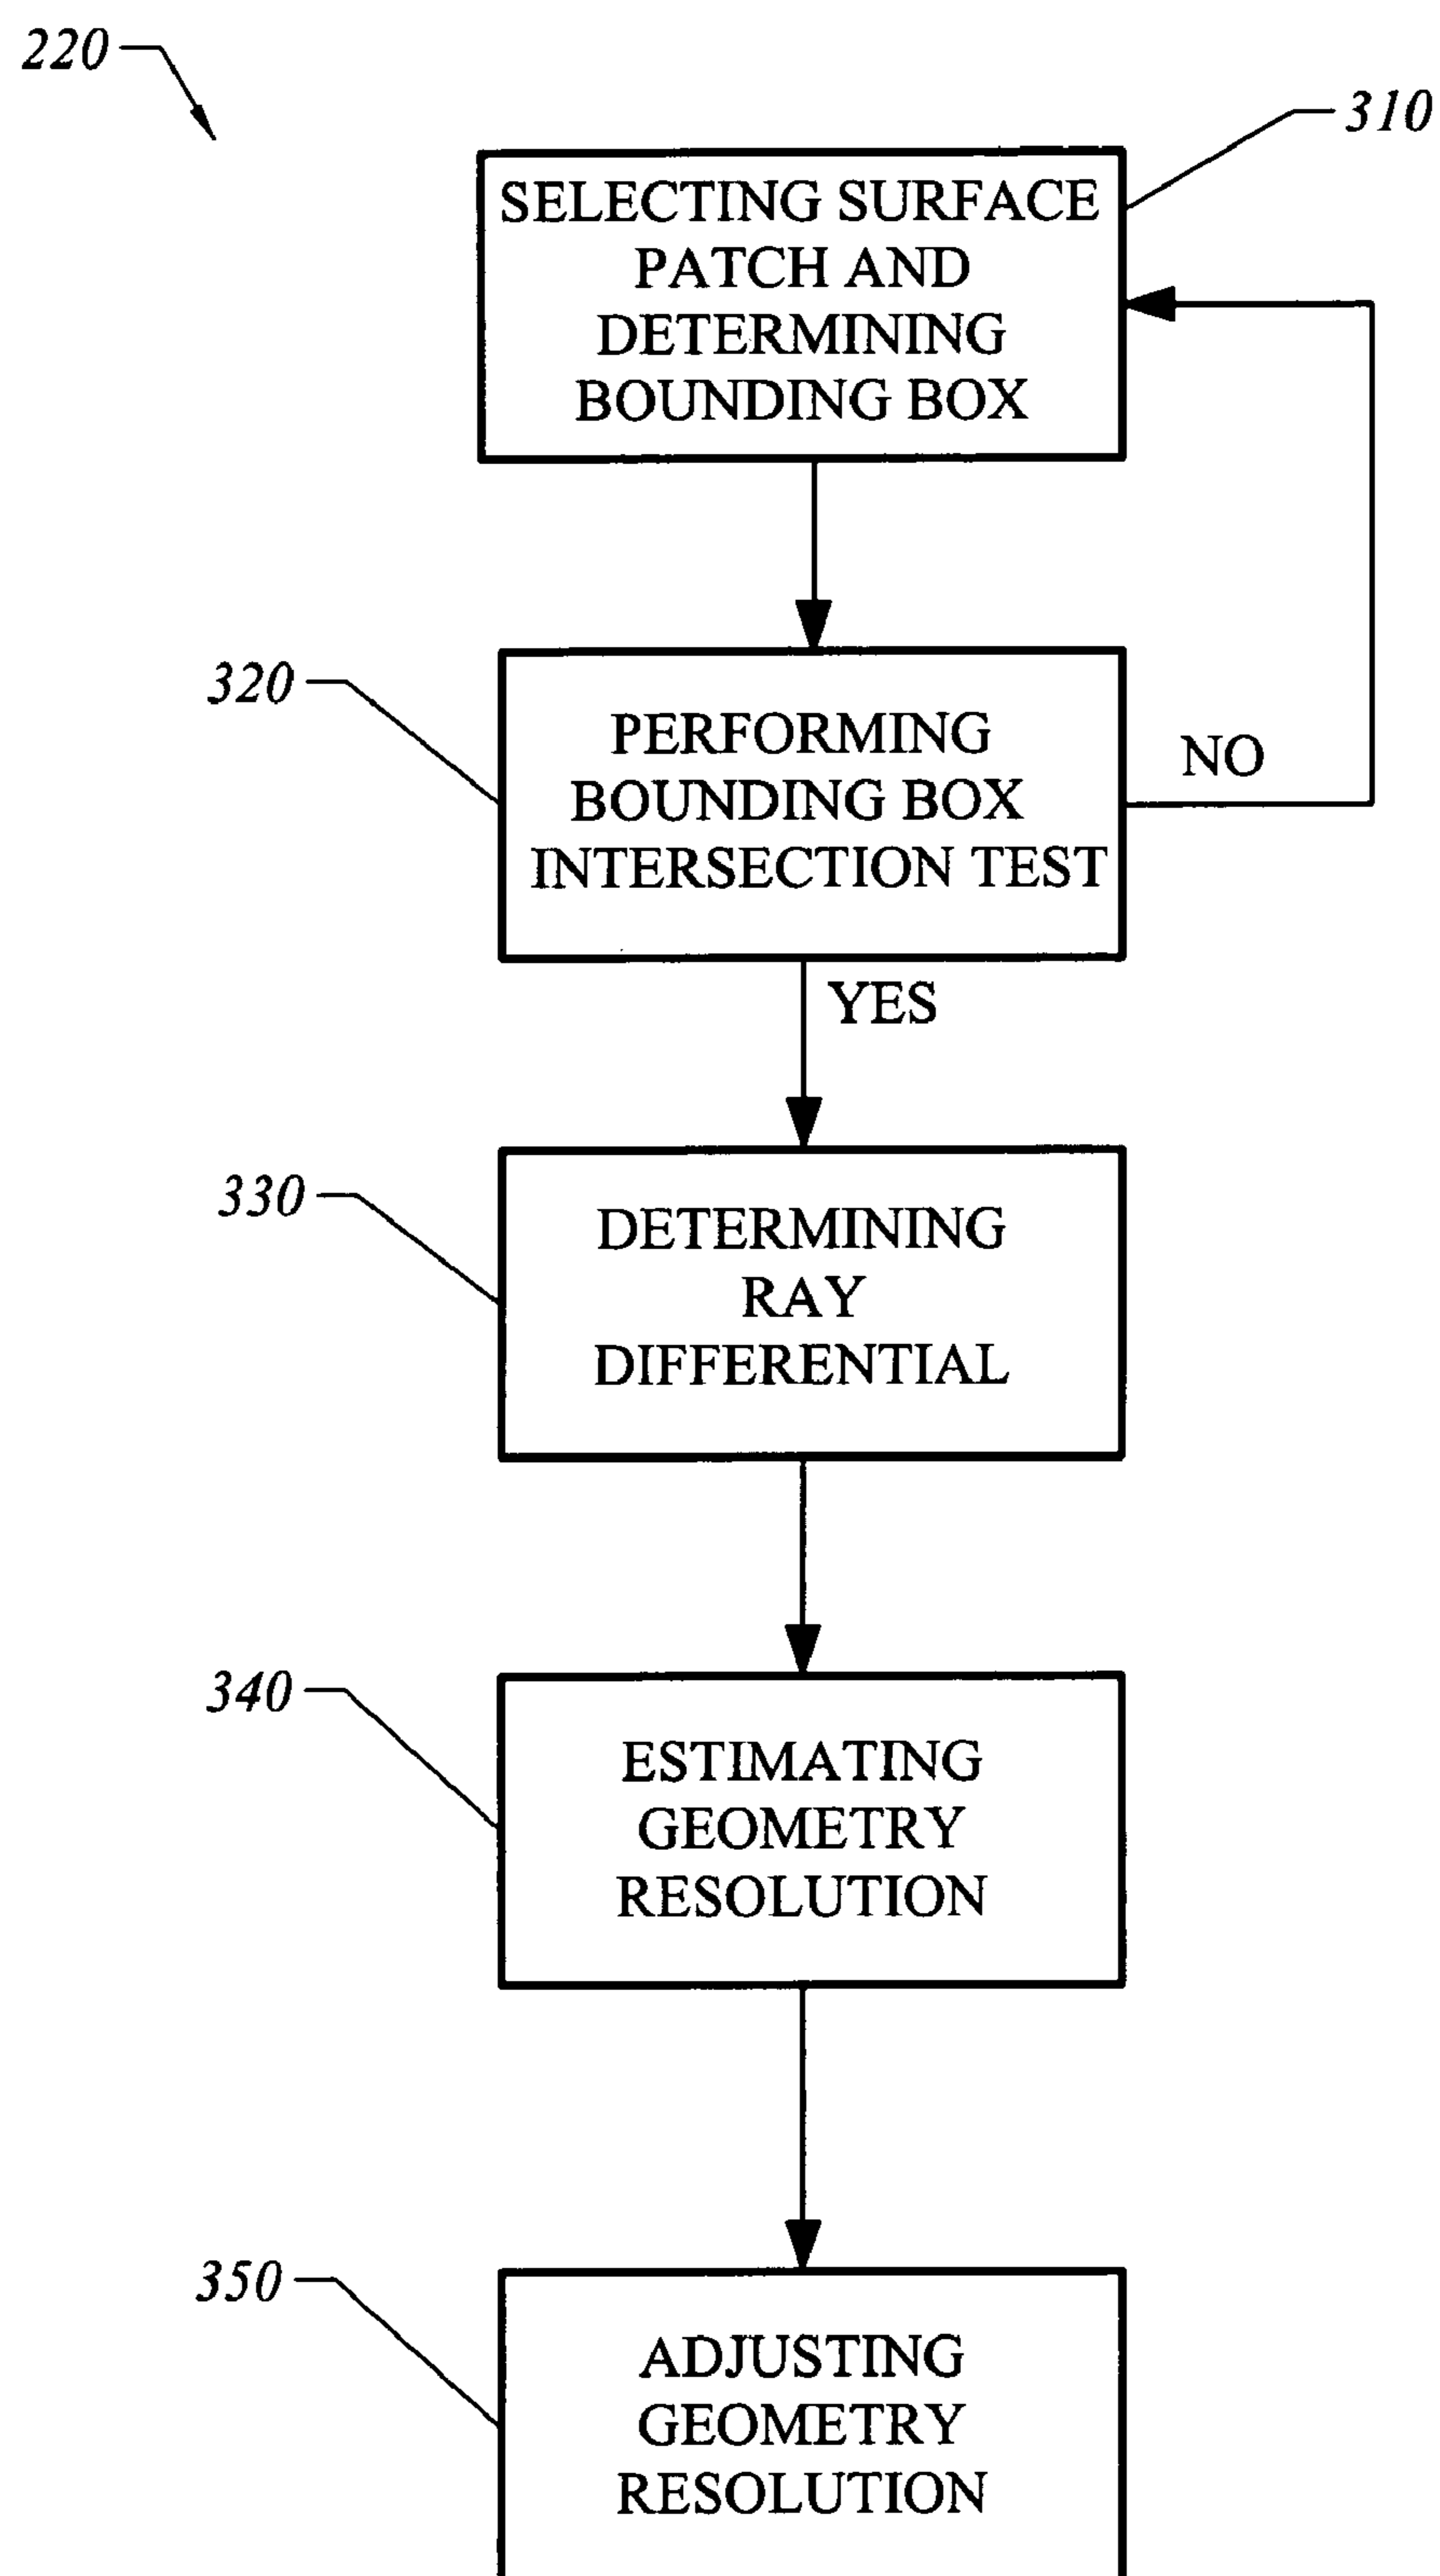 220
310
SELECTING SURFACE
PATCH AND
DETERMINING
BOUNDING BOX
320
PERFORMING
BOUNDING BOX
INTERSECTION TEST
NO
YES
330
DETERMINING
RAY
DIFFERENTIAL
340
ESTIMATING
GEOMETRY
RESOLUTION
350
ADJUSTING
GEOMETRY
RESOLUTION